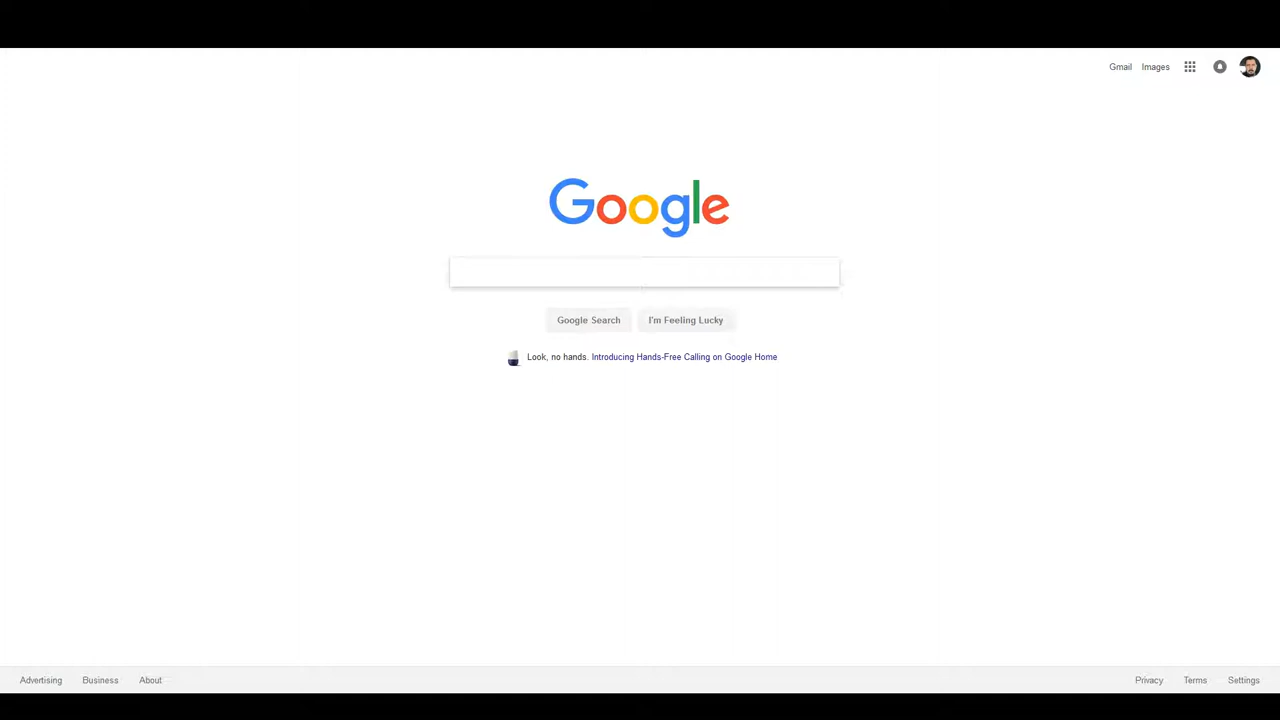 Gmail Images
Google
Google Search I'm Feeling Lucky
Look, no hands. Introducing Hands-Free Calling on Google Home
Advertising Business About Privacy Terms Settings